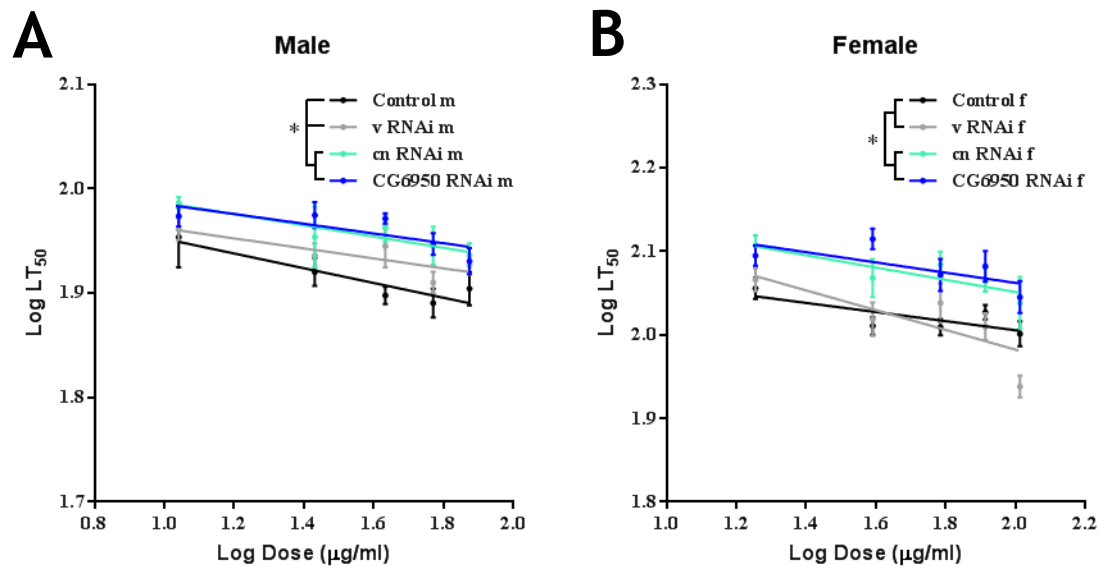 A
Male
2.1
2.0
1.9
1.8
1.7
Log LT50
0.8
1.0
1.2
1.4
1.6
1.8
2.0
Log Dose (μg/ml)
*
Control m
v RNAi m
cn RNAi m
CG6950 RNAi m
B
Female
2.3
2.2
2.1
2.0
1.9
1.8
Log LT50
1.0
1.2
1.4
1.6
1.8
2.0
2.2
Log Dose (μg/ml)
*
Control f
v RNAi f
cn RNAi f
CG6950 RNAi f